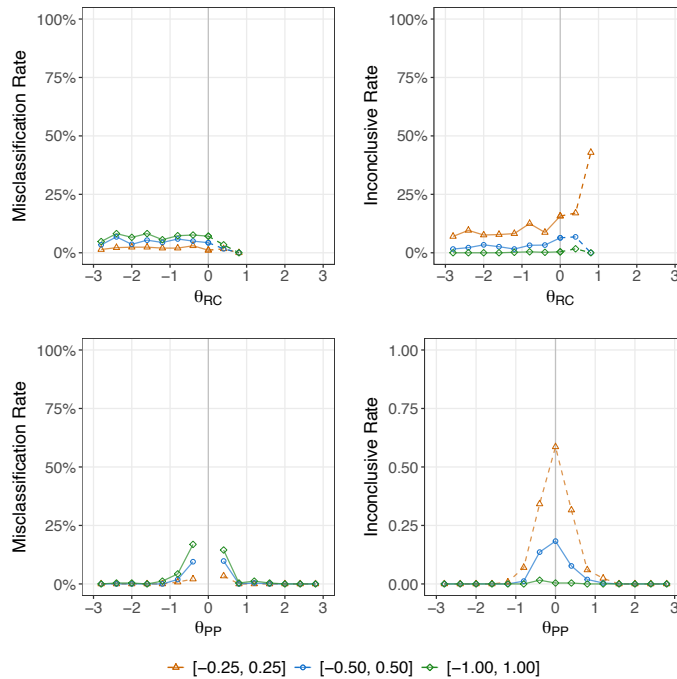 Misclassification Rate
100%
75%
50%
25%
0%
−3 −2 −1 0 1 2 3
θRC
Inconclusive Rate
100%
75%
50%
25%
0%
−3 −2 −1 0 1 2 3
θRC
Misclassification Rate
100%
75%
50%
25%
0%
−3 −2 −1 0 1 2 3
θPP
Inconclusive Rate
1.00
0.75
0.50
0.25
0.00
−3 −2 −1 0 1 2 3
θPP
[−0.25, 0.25] [−0.50, 0.50] [−1.00, 1.00]